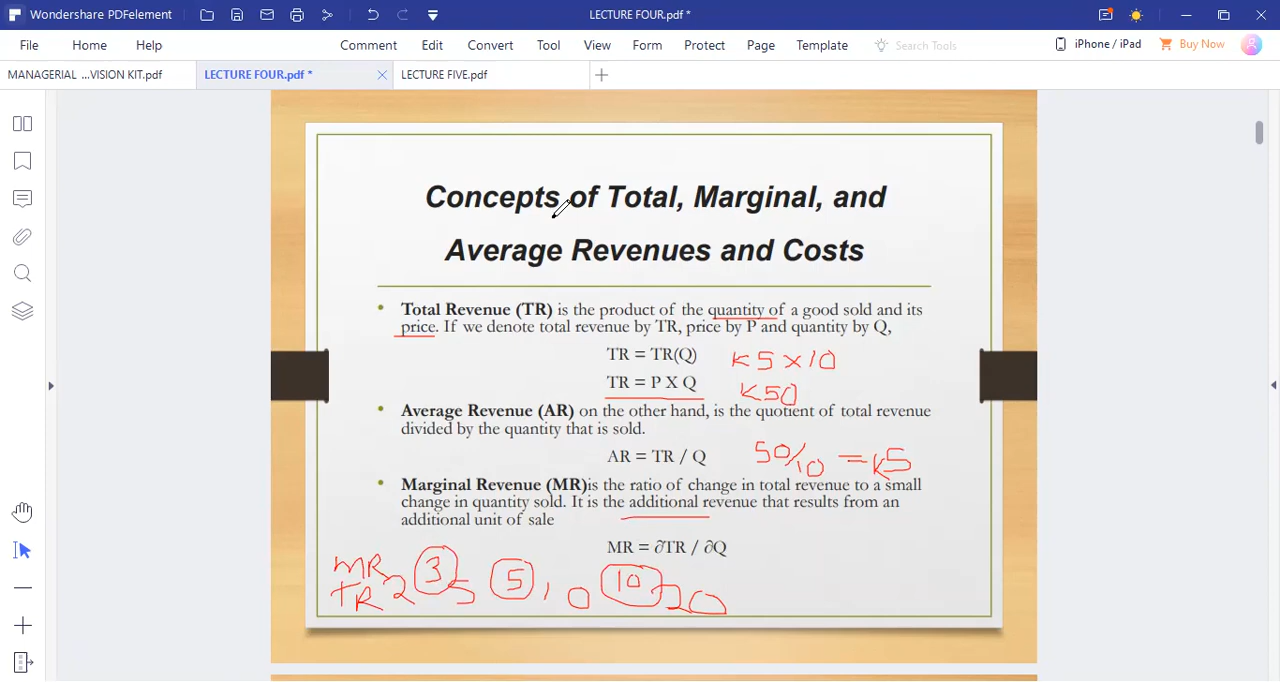 Wondershare PDFelement
LECTURE FOUR.pdf *
File Home Help Comment Edit Convert Tool View Form Protect Page Template Search Tools iPhone / iPad Buy Now
MANAGERIAL ...VISION KIT.pdf LECTURE FOUR.pdf * LECTURE FIVE.pdf
Concepts of Total, Marginal, and
Average Revenues and Costs
• Total Revenue (TR) is the product of the quantity of a good sold and its
price. If we denote total revenue by TR, price by P and quantity by Q,
TR = TR(Q) K5 x 10
TR = P X Q K50
• Average Revenue (AR) on the other hand, is the quotient of total revenue
divided by the quantity that is sold.
AR = TR / Q 50/10 = K5
• Marginal Revenue (MR)is the ratio of change in total revenue to a small
change in quantity sold. It is the additional revenue that results from an
additional unit of sale
MR = ∂TR / ∂Q
MR 3 5 10
TR 2 5 10 20